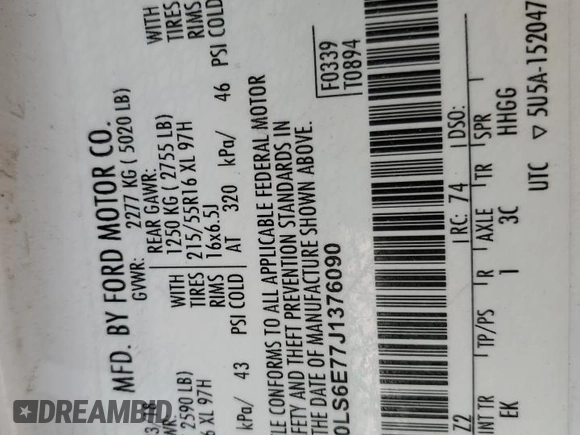 MFD. BY FORD MOTOR CO.
GVWR: 2277 KG ( 5020 LB)
REAR GAWR:
2590 LB) WITH 1250 KG ( 2755 LB) WITH
XL 97H TIRES 215/55R16 XL 97H TIRES
RIMS 16x6.5J RIMS
kPa/ 43 PSI COLD AT 320 kPa/ 46 PSI COLD
CONFORMS TO ALL APPLICABLE FEDERAL MOTOR
AND THEFT PREVENTION STANDARDS IN
THE DATE OF MANUFACTURE SHOWN ABOVE.
F0339
T0894
0LS6E77J1376090
Z2 RC: 74 DSO:
INT TR TP/PS R AXLE TR SPR
EK 1 3C HHGG
UTC ▽ 5U5A-152047
DREAMBID